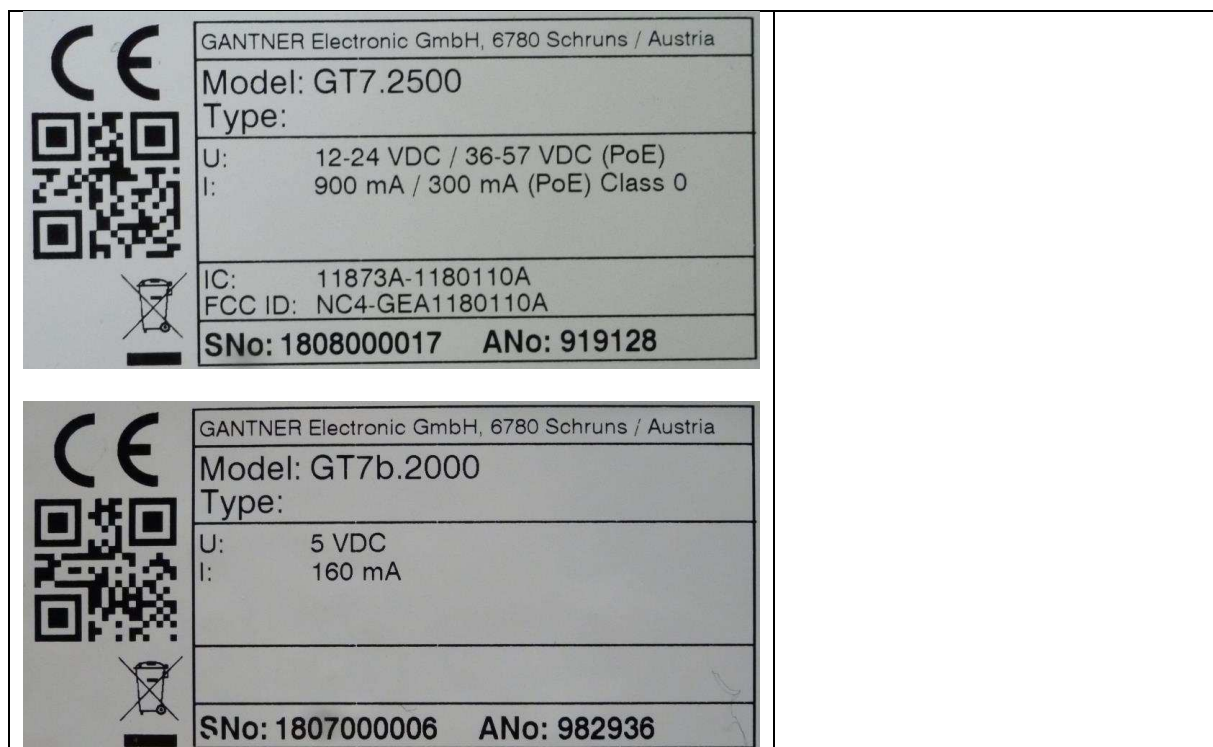 CE
GANTNER Electronic GmbH, 6780 Schruns / Austria
Model: GT7.2500
Type:
U: 12-24 VDC / 36-57 VDC (PoE)
I: 900 mA / 300 mA (PoE) Class 0
IC: 11873A-1180110A
FCC ID: NC4-GEA1180110A
SNo: 1808000017 ANo: 919128
CE
GANTNER Electronic GmbH, 6780 Schruns / Austria
Model: GT7b.2000
Type:
U: 5 VDC
I: 160 mA
SNo: 1807000006 ANo: 982936